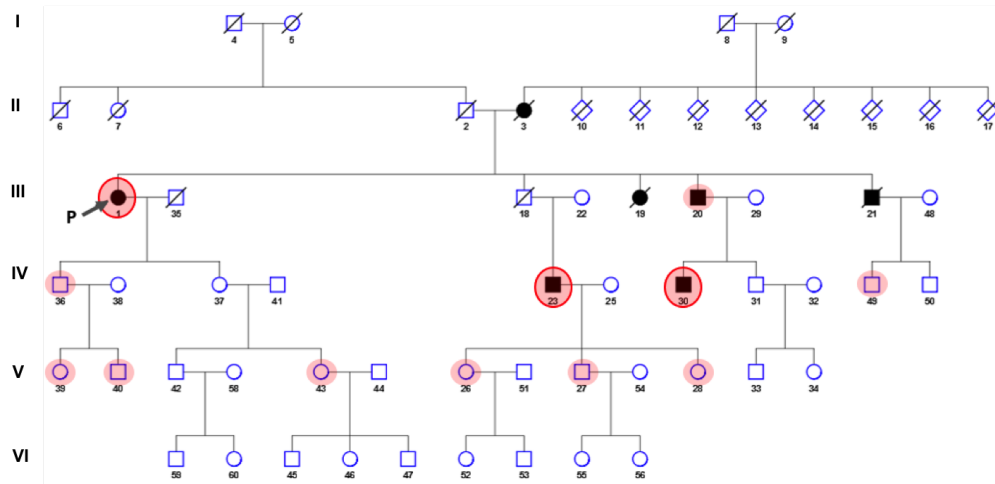 I
4 5 8 9
II
6 7 2 3 10 11 12 13 14 15 16 17
III
P 1 35 18 22 19 20 29 21 48
IV
36 38 37 41 23 25 30 31 32 49 50
V
39 40 42 58 43 44 26 51 27 54 28 33 34
VI
59 60 45 46 47 52 53 55 56